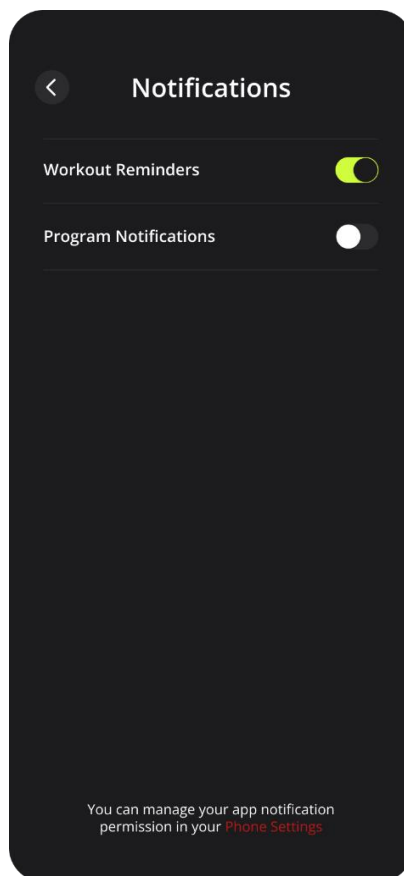 Notifications
Workout Reminders
Program Notifications
You can manage your app notification
permission in your Phone Settings